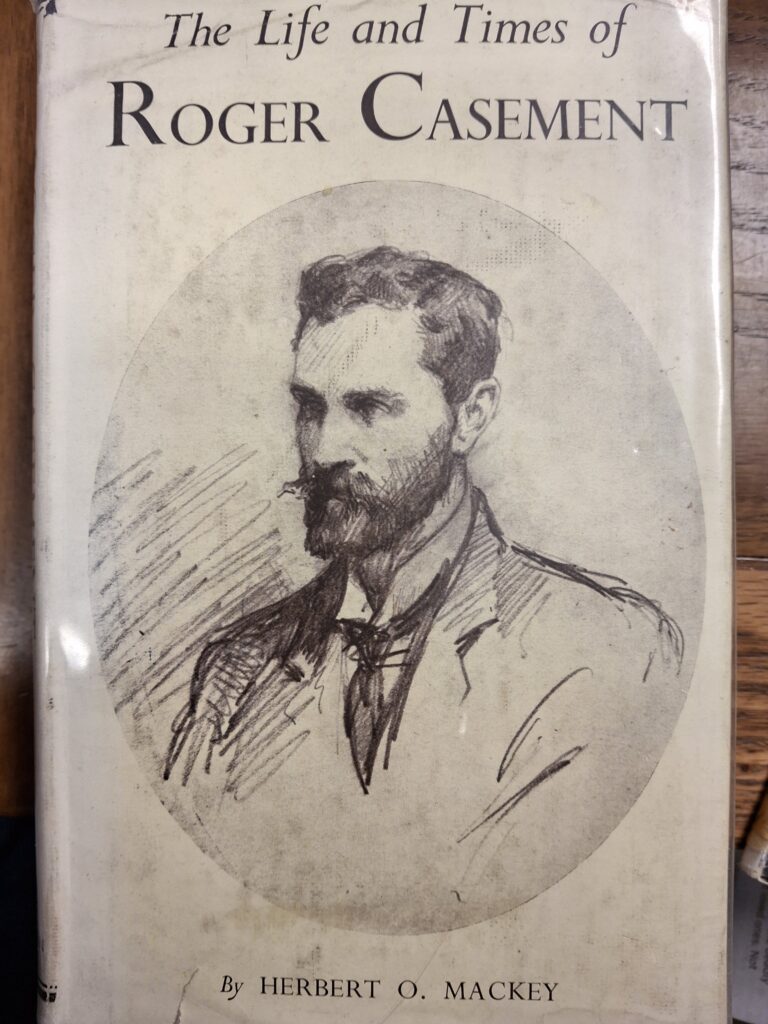 The Life and Times of
ROGER CASEMENT
By HERBERT O. MACKEY